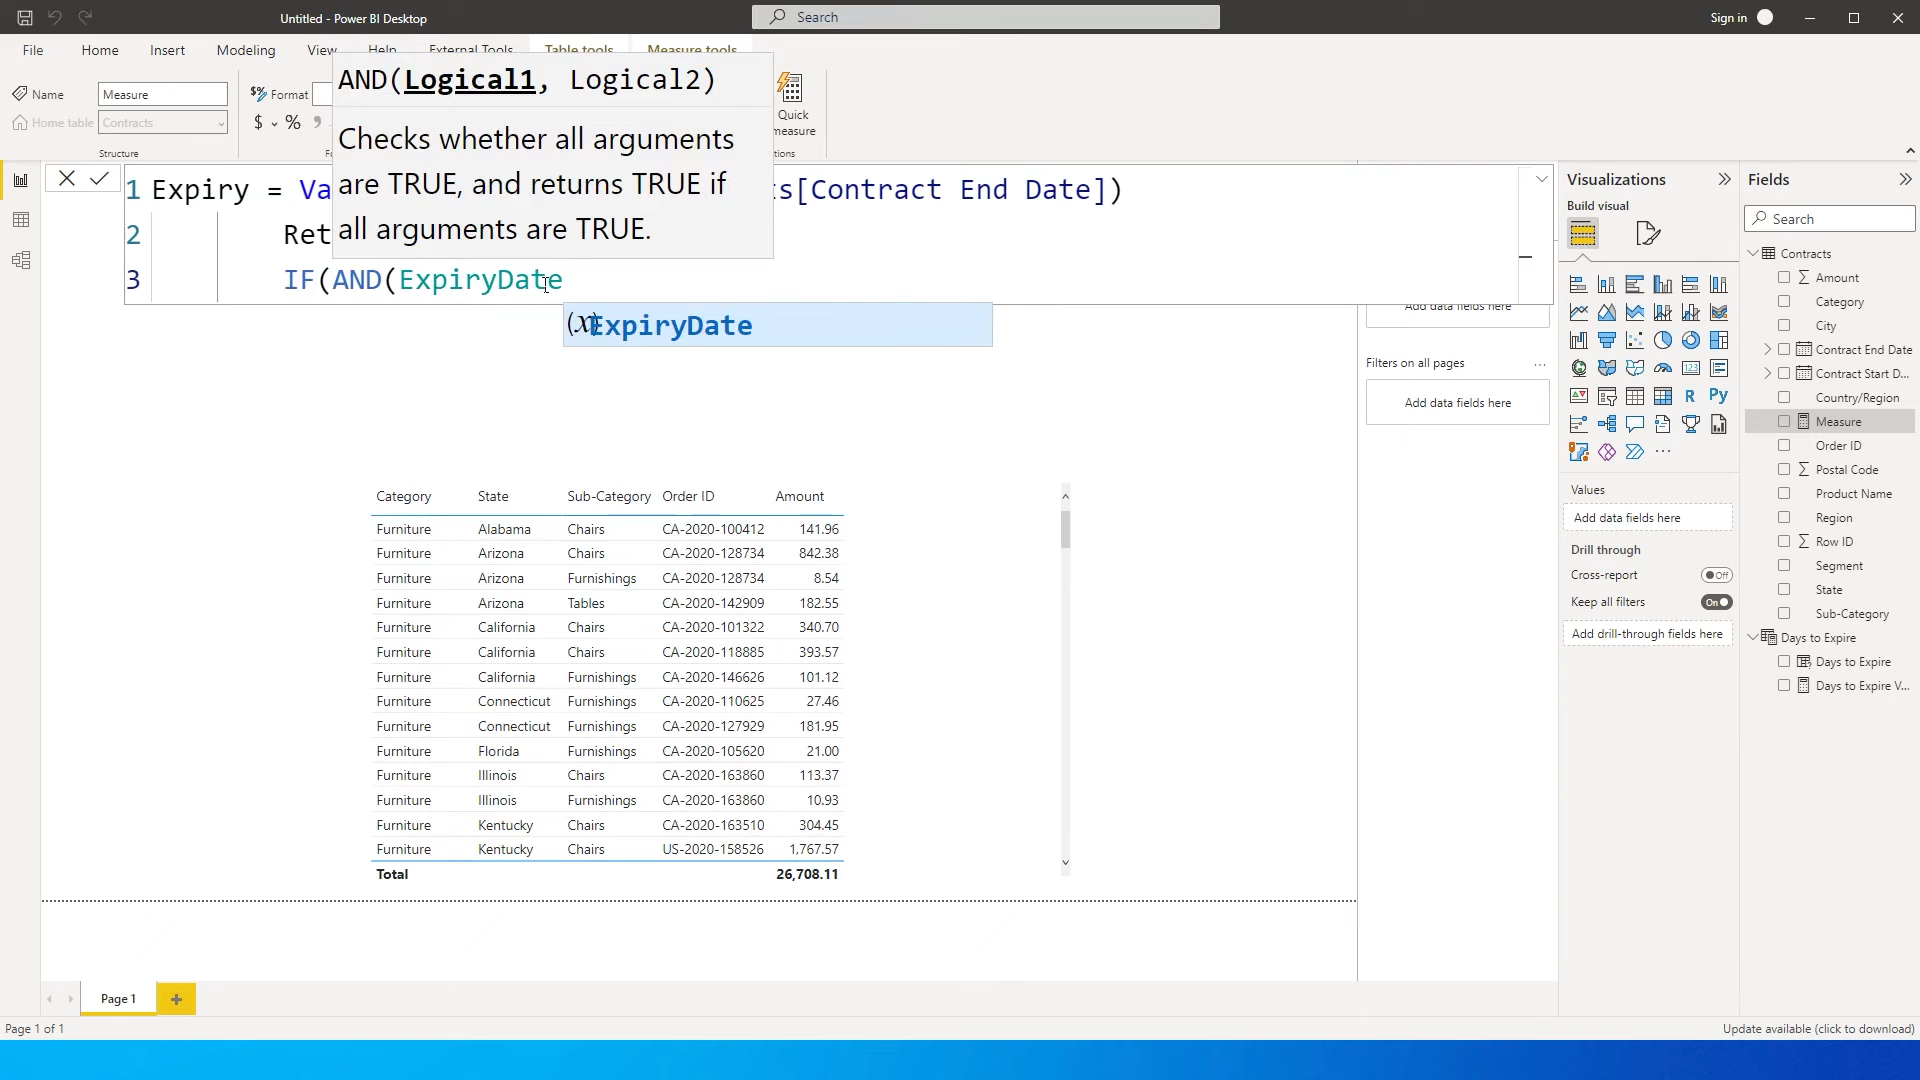 Untitled - Power BI Desktop
Search
Sign in
File
Home
Insert
Modeling
View
Help
External Tools
Table tools
Measure tools
Name
Measure
Format
Home table
Contracts
$
%
Quick
measure
Structure
AND(Logical1, Logical2)
Checks whether all arguments
are TRUE, and returns TRUE if
all arguments are TRUE.
1 Expiry = Va
s[Contract End Date])
2 Ret
3 IF(AND(ExpiryDate
(x) ExpiryDate
Add data fields here
Filters on all pages
...
Add data fields here
Category State Sub-Category Order ID Amount
Furniture Alabama Chairs CA-2020-100412 141.96
Furniture Arizona Chairs CA-2020-128734 842.38
Furniture Arizona Furnishings CA-2020-128734 8.54
Furniture Arizona Tables CA-2020-142909 182.55
Furniture California Chairs CA-2020-101322 340.70
Furniture California Chairs CA-2020-118885 393.57
Furniture California Furnishings CA-2020-146626 101.12
Furniture Connecticut Furnishings CA-2020-110625 27.46
Furniture Connecticut Furnishings CA-2020-127929 181.95
Furniture Florida Furnishings CA-2020-105620 21.00
Furniture Illinois Chairs CA-2020-163860 113.37
Furniture Illinois Furnishings CA-2020-163860 10.93
Furniture Kentucky Chairs CA-2020-163510 304.45
Furniture Kentucky Chairs US-2020-158526 1,767.57
Total 26,708.11
Visualizations
Build visual
123
R
Py
...
Values
Add data fields here
Drill through
Cross-report
Off
Keep all filters
On
Add drill-through fields here
Fields
Search
Contracts
Amount
Category
City
Contract End Date
Contract Start D...
Country/Region
Measure
Order ID
Postal Code
Product Name
Region
Row ID
Segment
State
Sub-Category
Days to Expire
Days to Expire
Days to Expire V...
Page 1
+
Page 1 of 1
Update available (click to download)